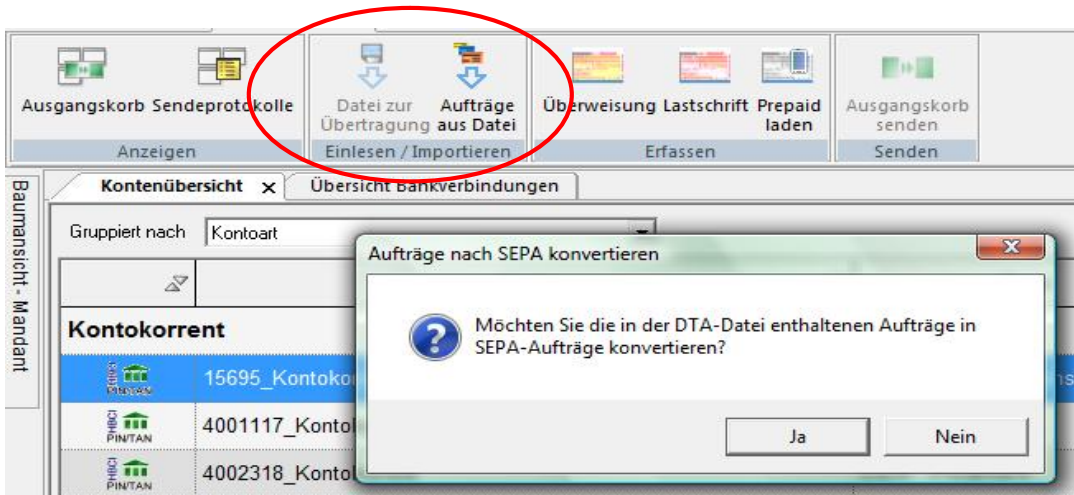 Ausgangskorb Sendeprotokolle
Anzeigen
Datei zur Übertragung
Aufträge aus Datei
Einlesen / Importieren
Überweisung Lastschrift Prepaid laden
Erfassen
Ausgangskorb senden
Senden
Baumansicht - Mandant
Kontenübersicht x
Übersicht Bankverbindungen
Gruppiert nach Kontoart
Kontokorrent
HBCI PIN/TAN
15695_Kontoko
HBCI PIN/TAN
4001117_Konto
HBCI PIN/TAN
4002318_Konto
Aufträge nach SEPA konvertieren
Möchten Sie die in der DTA-Datei enthaltenen Aufträge in
SEPA-Aufträge konvertieren?
Ja
Nein